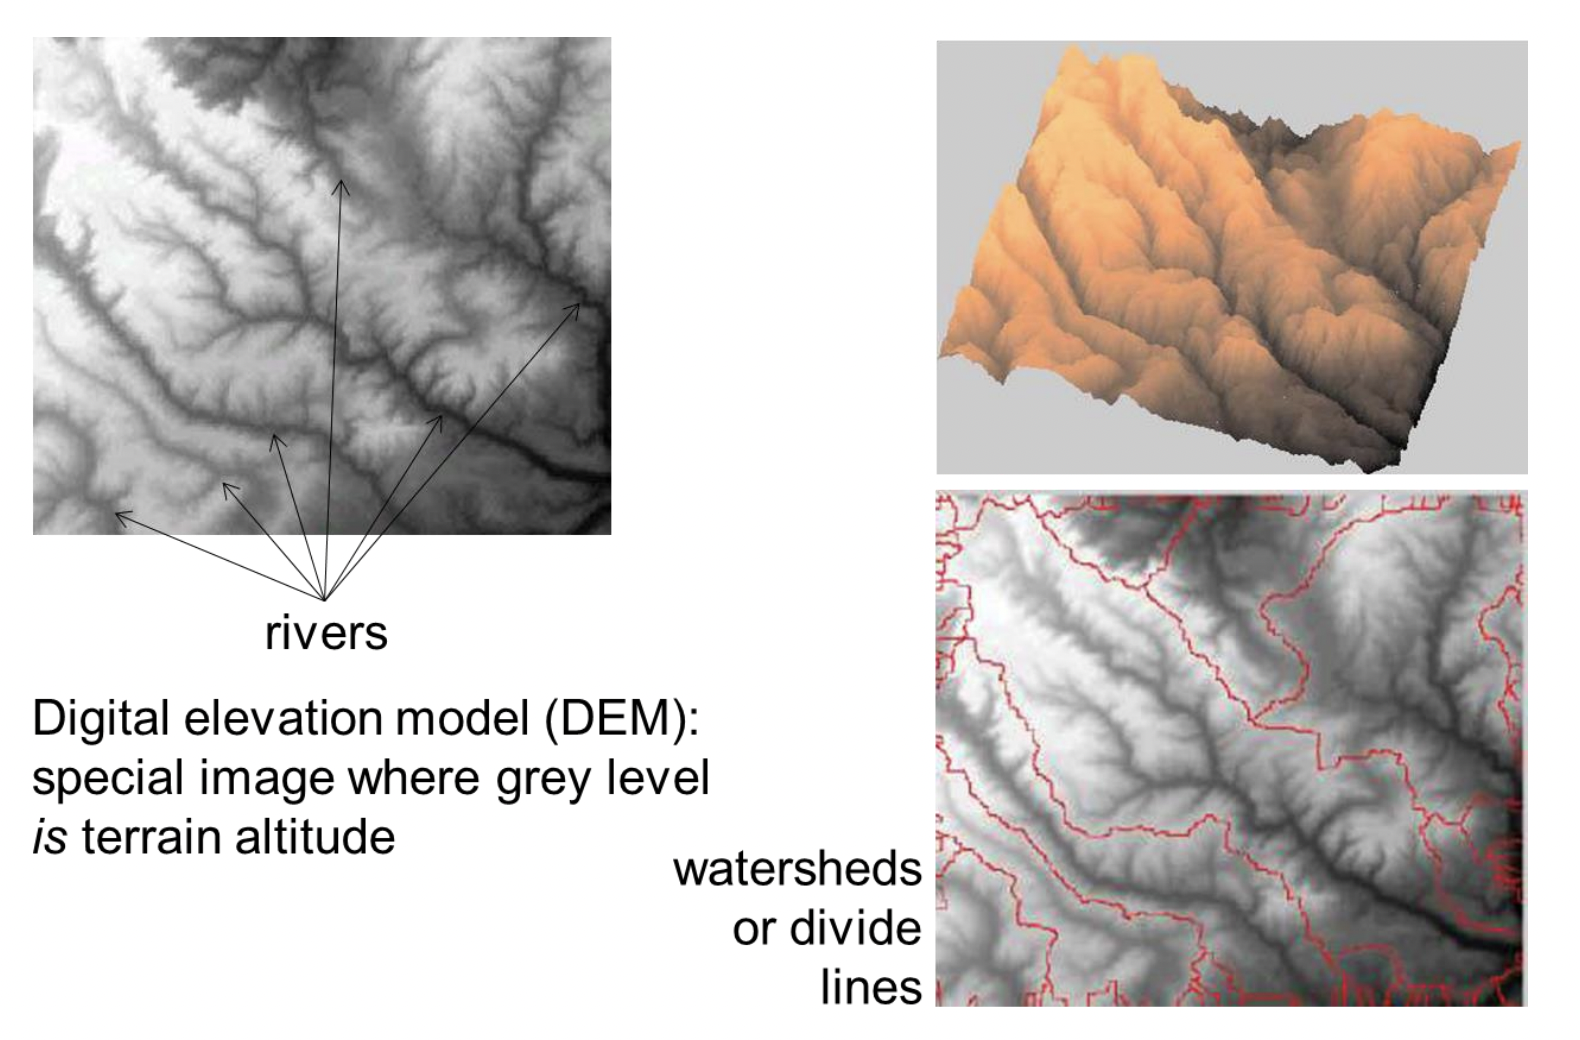 rivers
Digital elevation model (DEM):
special image where grey level
is terrain altitude
watersheds
or divide
lines